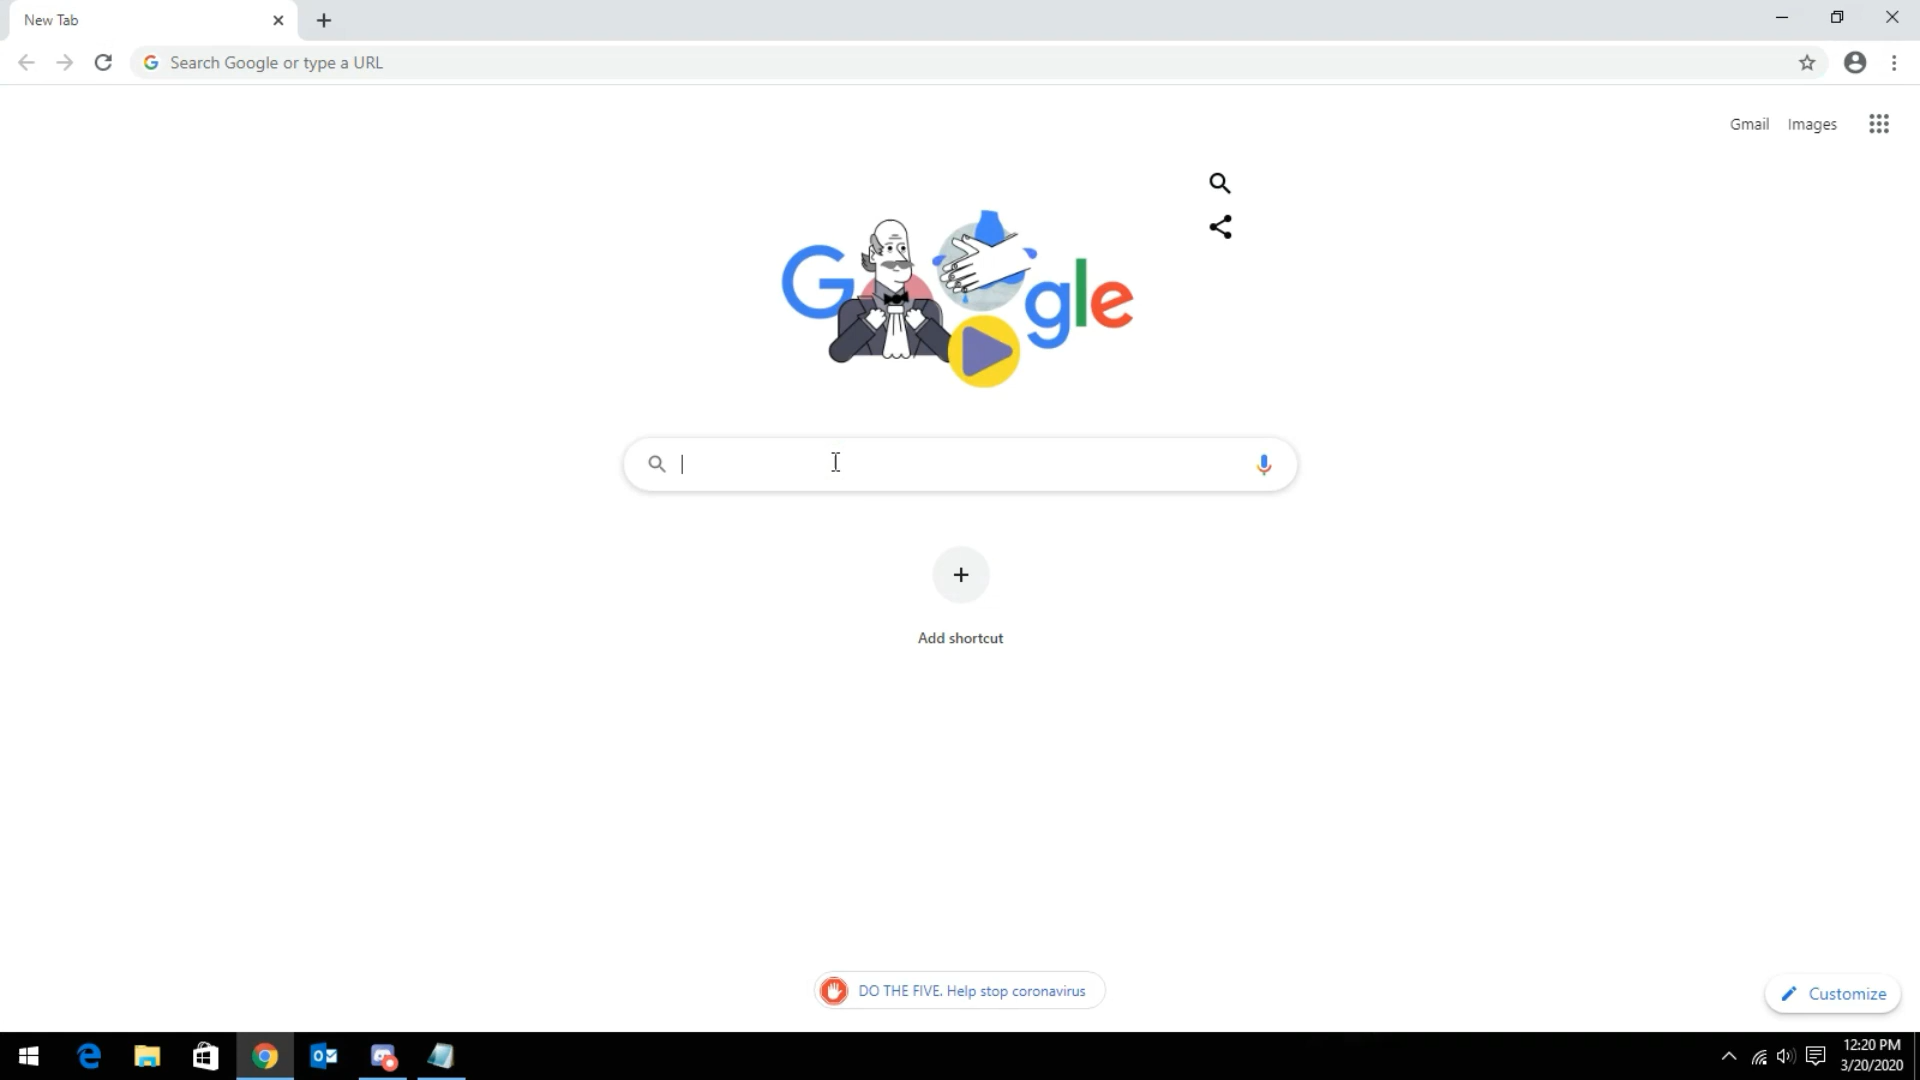 New Tab
Search Google or type a URL
Gmail Images
Google
Add shortcut
DO THE FIVE. Help stop coronavirus
Customize
12:20 PM
3/20/2020